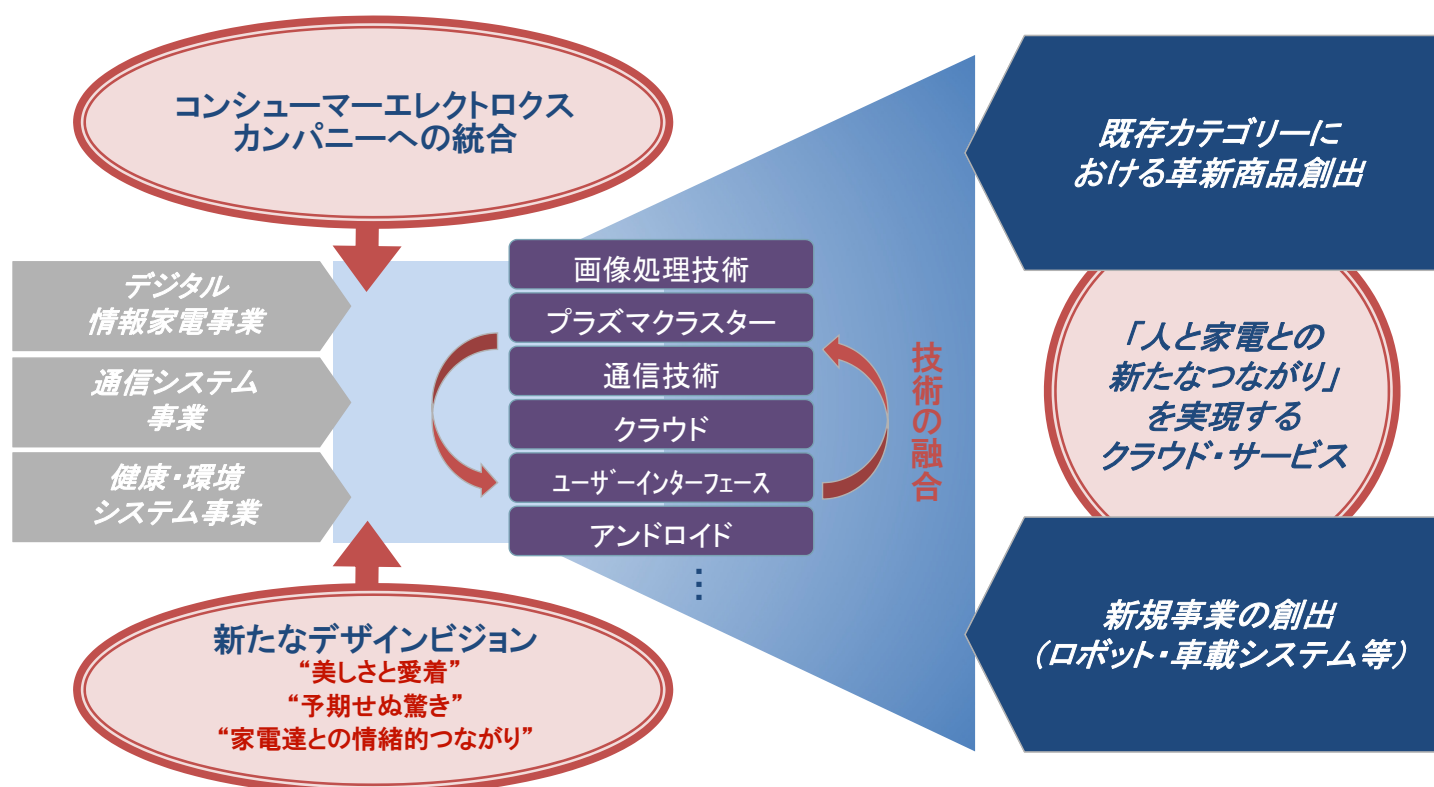 コンシューマーエレクトロクス
カンパニーへの統合
デジタル
情報家電事業
通信システム
事業
健康・環境
システム事業
新たなデザインビジョン
“美しさと愛着”
“予期せぬ驚き”
“家電達との情緒的つながり”
画像処理技術
プラズマクラスター
通信技術
クラウド
ユーザーインターフェース
アンドロイド
…
技術の融合
既存カテゴリーに
おける革新商品創出
「人と家電との
新たなつながり」
を実現する
クラウド・サービス
新規事業の創出
（ロボット・車載システム等）